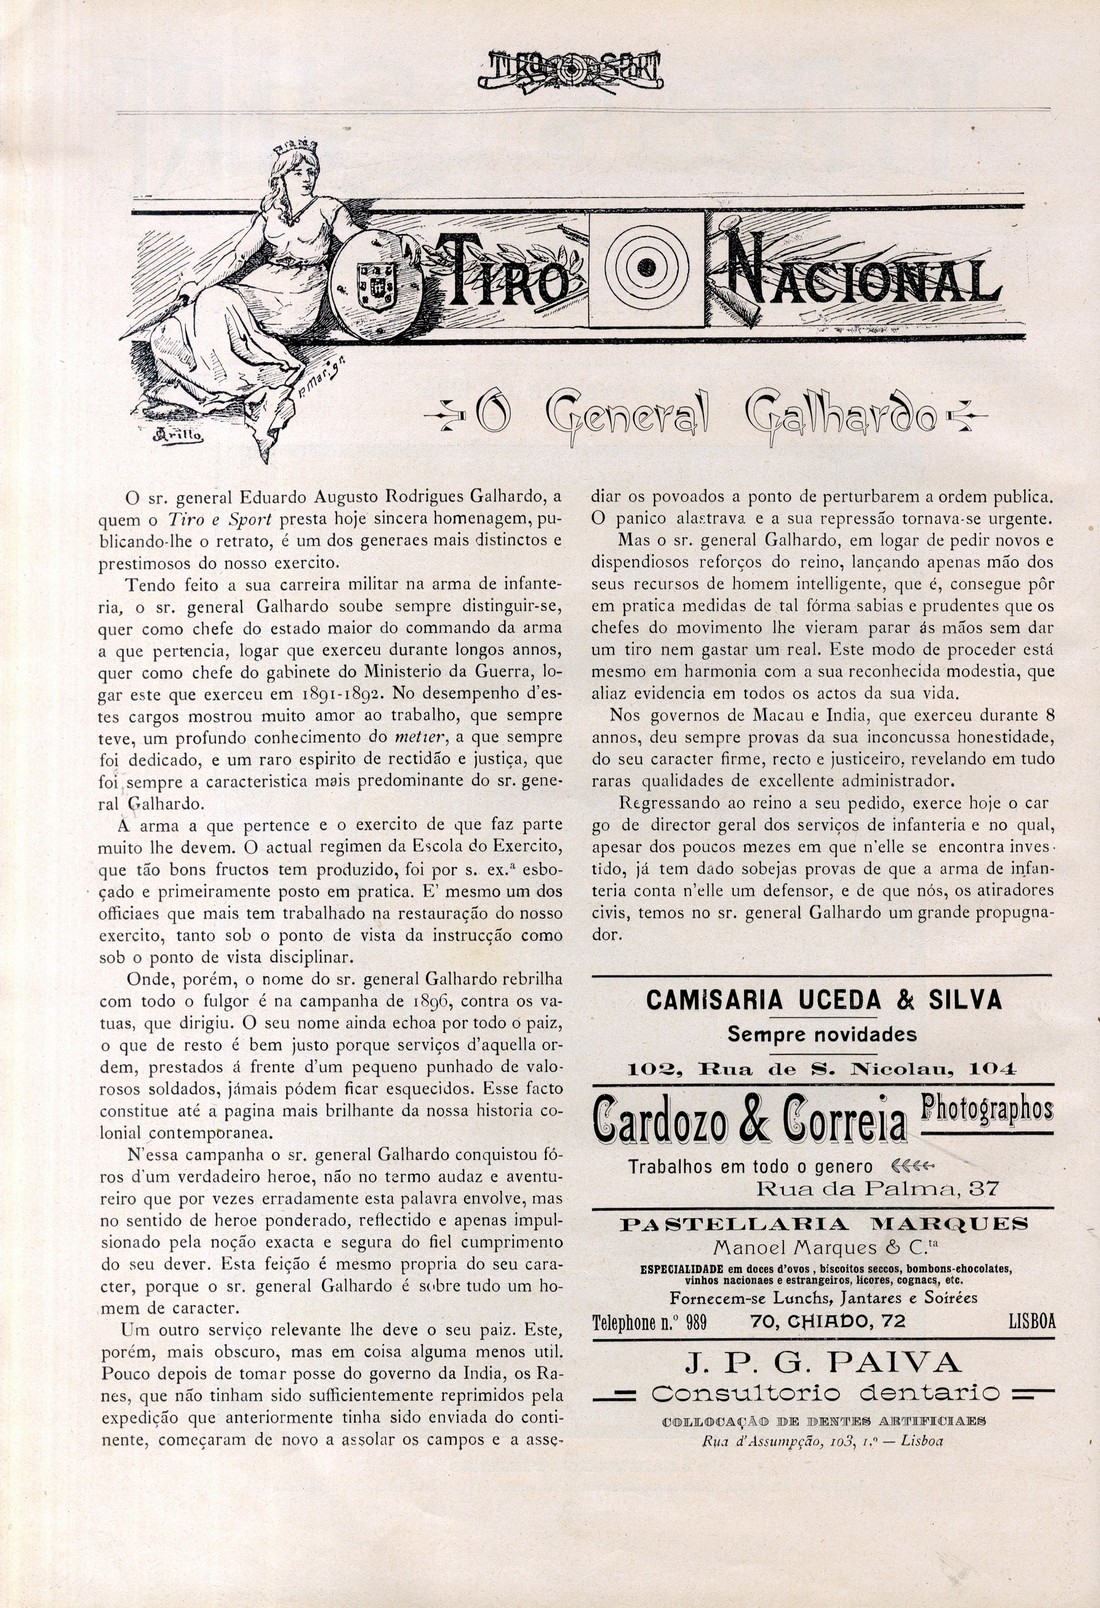 TIRO SPORT
TIRO NACIONAL
P. Marign.
O General Galhardo
O sr. general Eduardo Augusto Rodrigues Galhardo, a
quem o Tiro e Sport presta hoje sincera homenagem, pu-
blicando-lhe o retrato, é um dos generaes mais distinctos e
prestimosos do nosso exercito.
Tendo feito a sua carreira militar na arma de infante-
ria, o sr. general Galhardo soube sempre distinguir-se,
quer como chefe do estado maior do commando da arma
a que pertencia, logar que exerceu durante longos annos,
quer como chefe do gabinete do Ministerio da Guerra, lo-
gar este que exerceu em 1891-1892. No desempenho d'es-
tes cargos mostrou muito amor ao trabalho, que sempre
teve, um profundo conhecimento do metier, a que sempre
foi dedicado, e um raro espirito de rectidão e justiça, que
foi sempre a caracteristica mais predominante do sr. gene-
ral Galhardo.
A arma a que pertence e o exercito de que faz parte
muito lhe devem. O actual regimen da Escola do Exercito,
que tão bons fructos tem produzido, foi por s. ex.ª esbo-
çado e primeiramente posto em pratica. E' mesmo um dos
officiaes que mais tem trabalhado na restauração do nosso
exercito, tanto sob o ponto de vista da instrucção como
sob o ponto de vista disciplinar.
Onde, porém, o nome do sr. general Galhardo rebrilha
com todo o fulgor é na campanha de 1896, contra os va-
tuas, que dirigiu. O seu nome ainda echoa por todo o paiz,
o que de resto é bem justo porque serviços d'aquella or-
dem, prestados á frente d'um pequeno punhado de valo-
rosos soldados, jámais pódem ficar esquecidos. Esse facto
constitue até a pagina mais brilhante da nossa historia co-
lonial contemporanea.
N'essa campanha o sr. general Galhardo conquistou fó-
ros d'um verdadeiro heroe, não no termo audaz e aventu-
reiro que por vezes erradamente esta palavra envolve, mas
no sentido de heroe ponderado, reflectido e apenas impul-
sionado pela noção exacta e segura do fiel cumprimento
do seu dever. Esta feição é mesmo propria do seu cara-
cter, porque o sr. general Galhardo é sobre tudo um ho-
mem de caracter.
Um outro serviço relevante lhe deve o seu paiz. Este,
porém, mais obscuro, mas em coisa alguma menos util.
Pouco depois de tomar posse do governo da India, os Ra-
nes, que não tinham sido sufficientemente reprimidos pela
expedição que anteriormente tinha sido enviada do conti-
nente, começaram de novo a assolar os campos e a asse-
diar os povoados a ponto de perturbarem a ordem publica.
O panico alastrava e a sua repressão tornava-se urgente.
Mas o sr. general Galhardo, em logar de pedir novos e
dispendiosos reforços do reino, lançando apenas mão dos
seus recursos de homem intelligente, que é, consegue pôr
em pratica medidas de tal fórma sabias e prudentes que os
chefes do movimento lhe vieram parar ás mãos sem dar
um tiro nem gastar um real. Este modo de proceder está
mesmo em harmonia com a sua reconhecida modestia, que
aliaz evidencia em todos os actos da sua vida.
Nos governos de Macau e India, que exerceu durante 8
annos, deu sempre provas da sua inconcussa honestidade,
do seu caracter firme, recto e justiceiro, revelando em tudo
raras qualidades de excellente administrador.
Regressando ao reino a seu pedido, exerce hoje o car
go de director geral dos serviços de infanteria e no qual,
apesar dos poucos mezes em que n'elle se encontra inves-
tido, já tem dado sobejas provas de que a arma de infan-
teria conta n'elle um defensor, e de que nós, os atiradores
civis, temos no sr. general Galhardo um grande propugna-
dor.
CAMISARIA UCEDA & SILVA
Sempre novidades
102, Rua de S. Nicolau, 104
Cardozo & Correia Photographos
Trabalhos em todo o genero
Rua da Palma, 37
PASTELLARIA MARQUES
Manoel Marques & C.ta
ESPECIALIDADE em doces d'ovos , biscoitos seccos, bombons-chocolates,
vinhos nacionaes e estrangeiros, licores, cognacs, etc.
Fornecem-se Lunchs, Jantares e Soirées
Telephone n.º 989 70, CHIADO, 72 LISBOA
J. P. G. PAIVA
Consultorio dentario
COLLOCAÇÃO DE DENTES ARTIFICIAES
Rua d'Assumpção, 103, 1.º — Lisboa